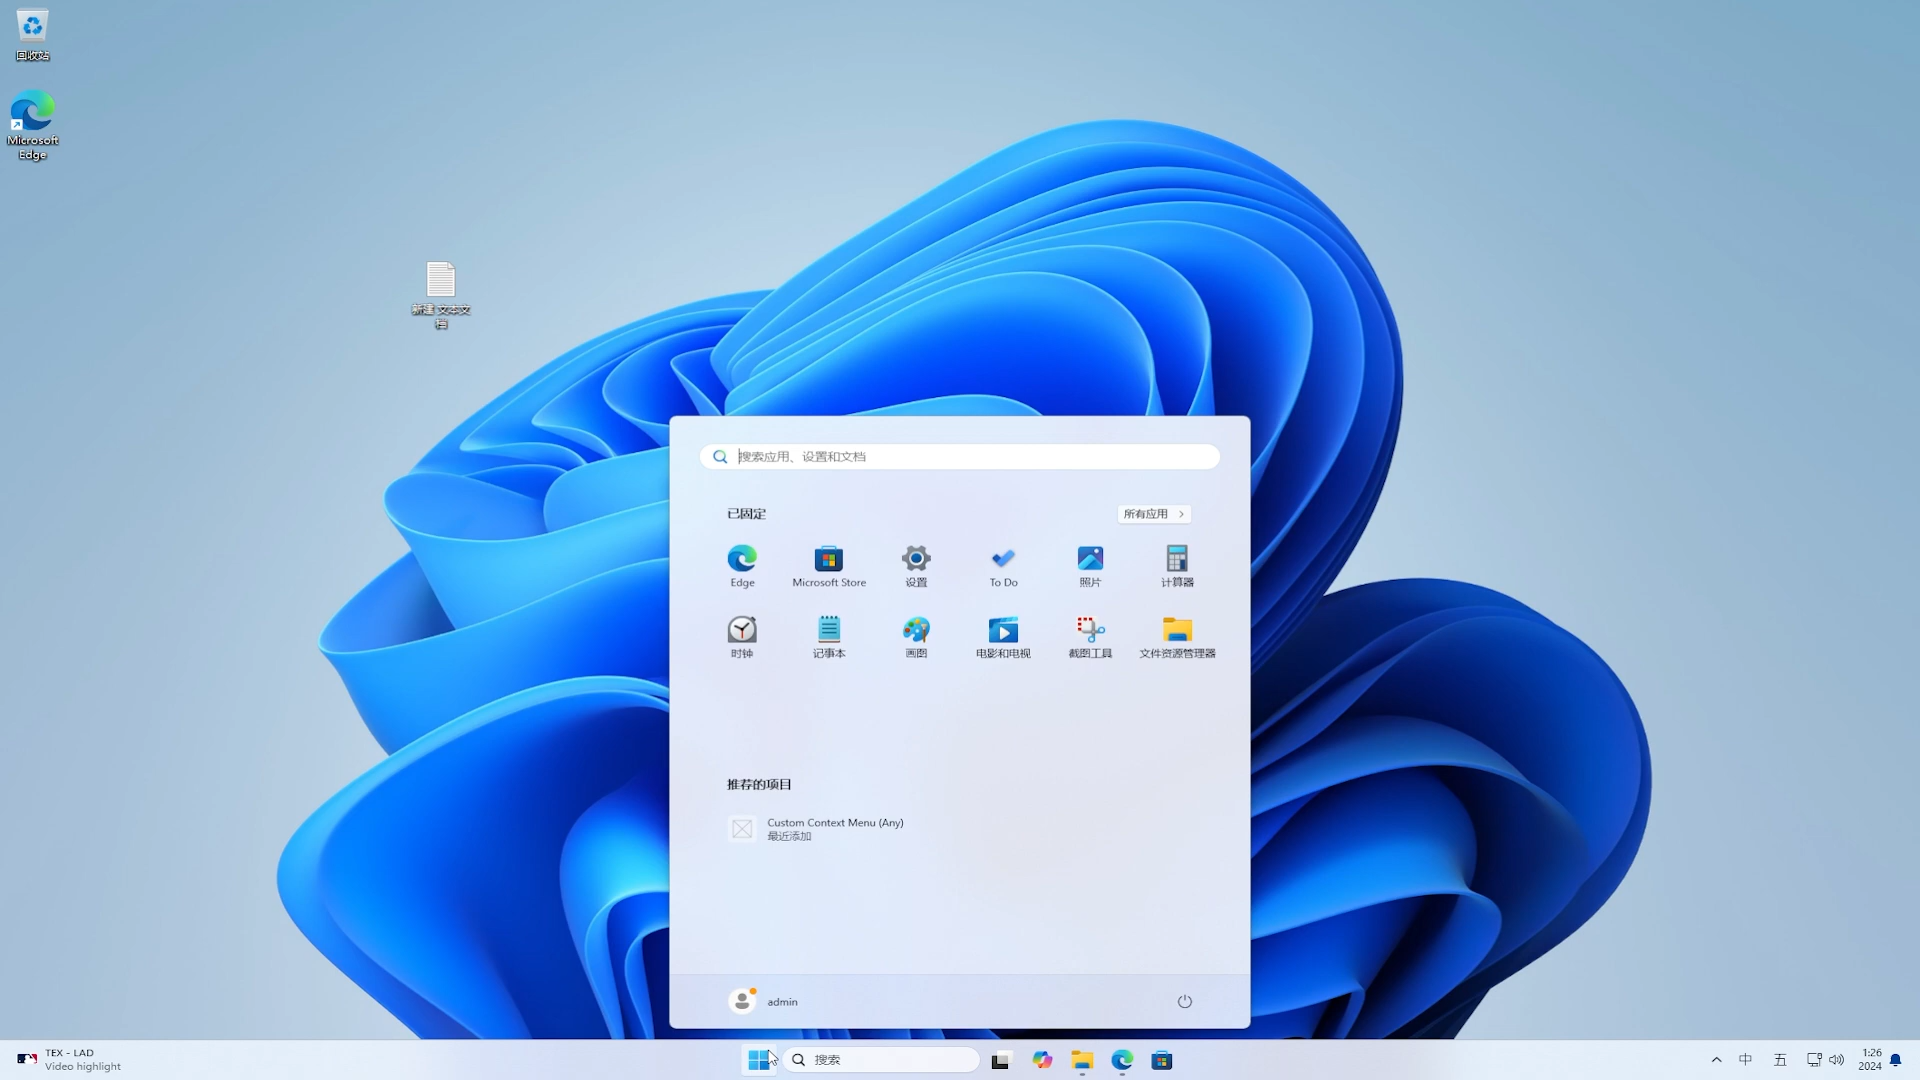 回收站
Microsoft
Edge
新建 文本文
档
搜索应用、设置和文档
已固定
所有应用
Edge
Microsoft Store
设置
To Do
照片
计算器
时钟
记事本
画图
电影和电视
截图工具
文件资源管理器
推荐的项目
Custom Context Menu (Any)
最近添加
admin
TEX - LAD
Video highlight
搜索
中
五
1:26
2024